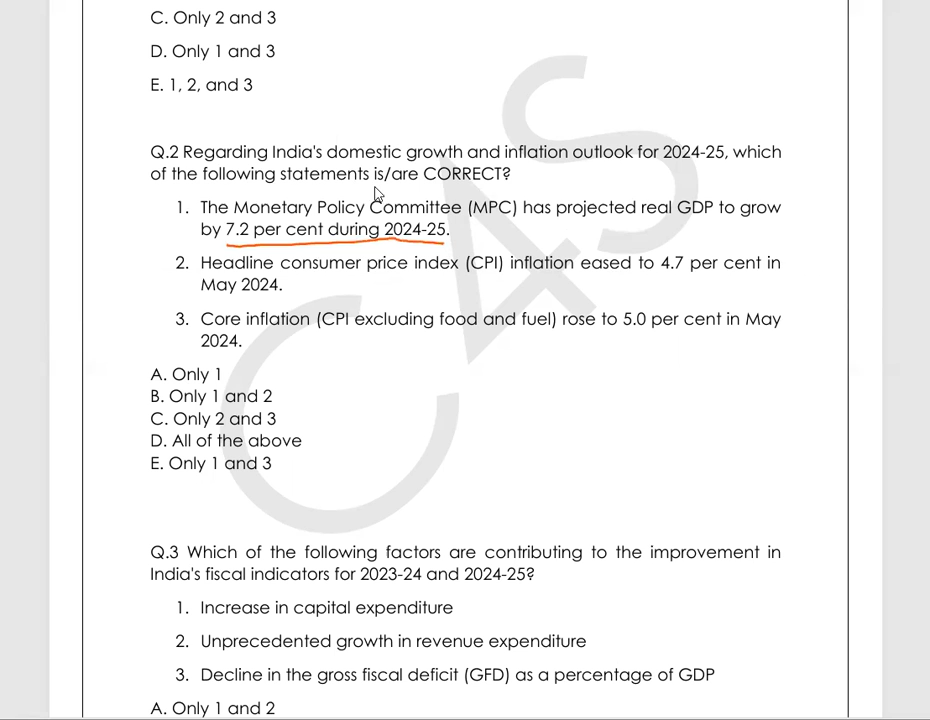 C. Only 2 and 3
D. Only 1 and 3
E. 1, 2, and 3
Q.2 Regarding India's domestic growth and inflation outlook for 2024-25, which
of the following statements is/are CORRECT?
1. The Monetary Policy Committee (MPC) has projected real GDP to grow
by 7.2 per cent during 2024-25.
2. Headline consumer price index (CPI) inflation eased to 4.7 per cent in
May 2024.
3. Core inflation (CPI excluding food and fuel) rose to 5.0 per cent in May
2024.
A. Only 1
B. Only 1 and 2
C. Only 2 and 3
D. All of the above
E. Only 1 and 3
Q.3 Which of the following factors are contributing to the improvement in
India's fiscal indicators for 2023-24 and 2024-25?
1. Increase in capital expenditure
2. Unprecedented growth in revenue expenditure
3. Decline in the gross fiscal deficit (GFD) as a percentage of GDP
A. Only 1 and 2
C4S